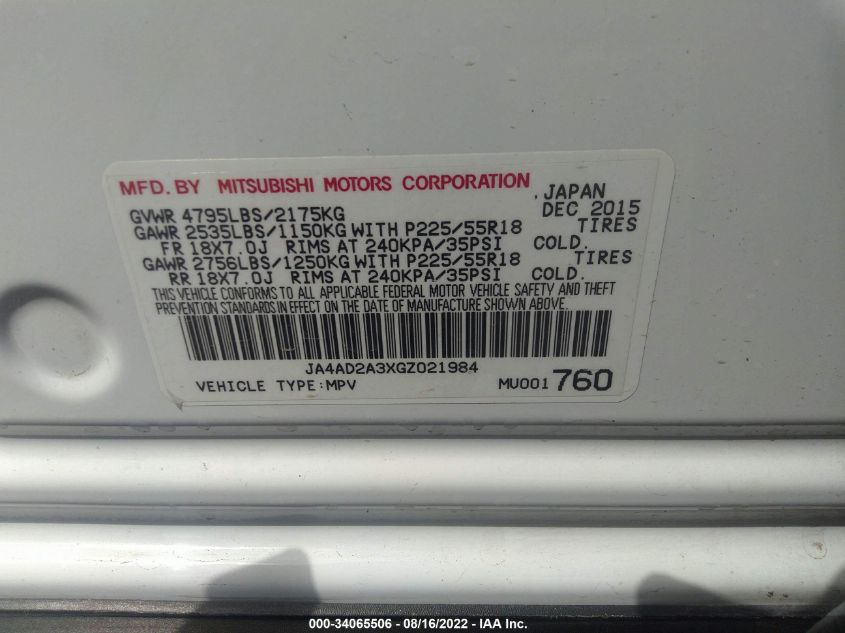 MFD. BY MITSUBISHI MOTORS CORPORATION JAPAN
GVWR 4795LBS/2175KG DEC 2015
GAWR 2535LBS/1150KG WITH P225/55R18 TIRES
FR 18X7.0J RIMS AT 240KPA/35PSI COLD.
GAWR 2756LBS/1250KG WITH P225/55R18 TIRES
RR 18X7.0J RIMS AT 240KPA/35PSI COLD.
THIS VEHICLE CONFORMS TO ALL APPLICABLE FEDERAL MOTOR VEHICLE SAFETY AND THEFT
PREVENTION STANDARDS IN EFFECT ON THE DATE OF MANUFACTURE SHOWN ABOVE.
JA4AD2A3XGZ021984
VEHICLE TYPE:MPV MU001760
000-34065506 - 08/16/2022 - IAA Inc.